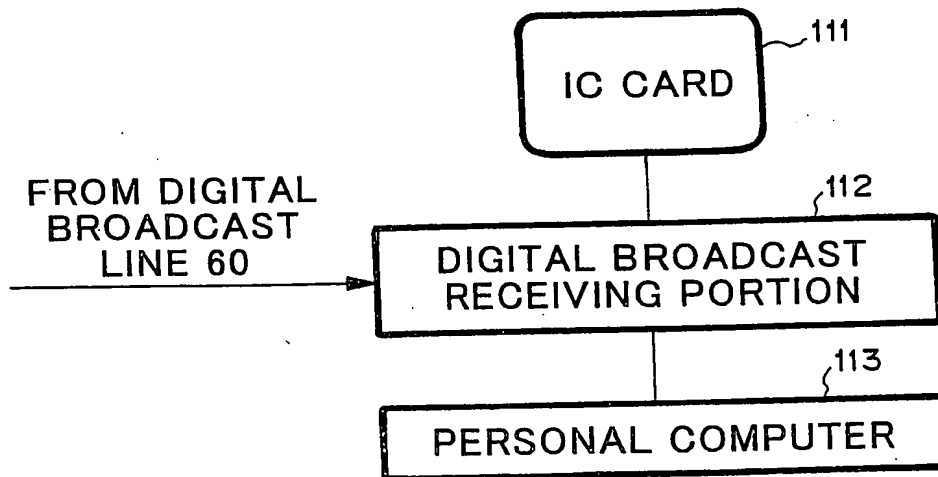 111
IC CARD
FROM DIGITAL
BROADCAST
LINE 60
112
DIGITAL BROADCAST
RECEIVING PORTION
113
PERSONAL COMPUTER